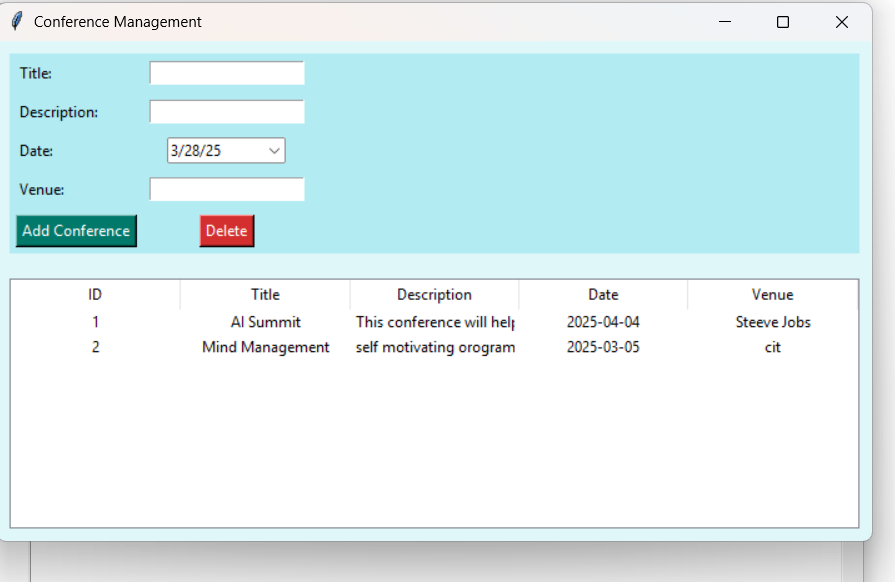 Conference Management
Title:
Description:
Date: 3/28/25
Venue:
Add Conference Delete
ID Title Description Date Venue
1 AI Summit This conference will help 2025-04-04 Steeve Jobs
2 Mind Management self motivating orogram 2025-03-05 cit